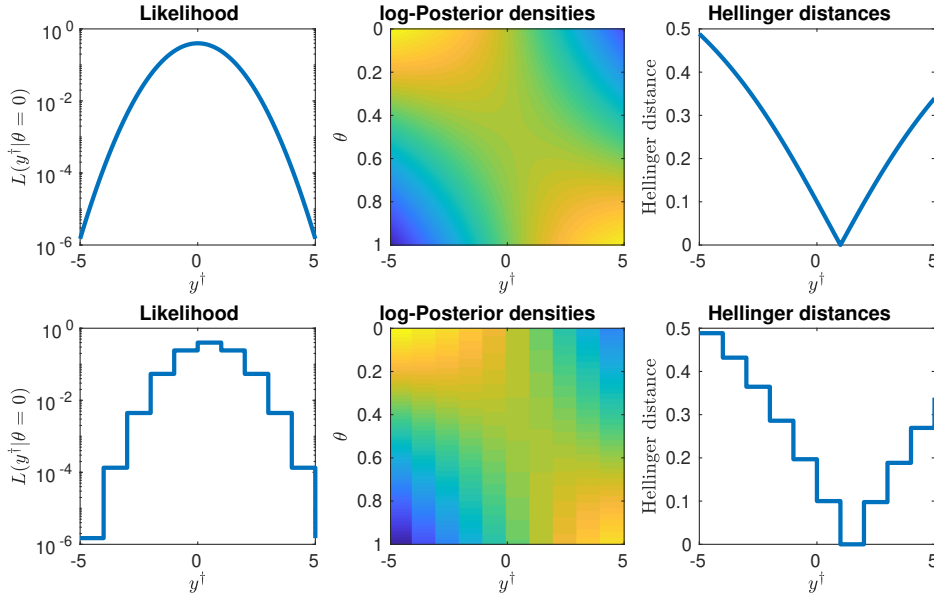 Likelihood
log-Posterior densities
Hellinger distances
10^0
10^-2
10^-4
10^-6
L(y†|θ = 0)
-5
0
5
y†
0
0.2
0.4
0.6
0.8
1
θ
-5
0
5
y†
0.5
0.4
0.3
0.2
0.1
0
Hellinger distance
-5
0
5
y†
Likelihood
log-Posterior densities
Hellinger distances
10^0
10^-2
10^-4
10^-6
L(y†|θ = 0)
-5
0
5
y†
0
0.2
0.4
0.6
0.8
1
θ
-5
0
5
y†
0.5
0.4
0.3
0.2
0.1
0
Hellinger distance
-5
0
5
y†